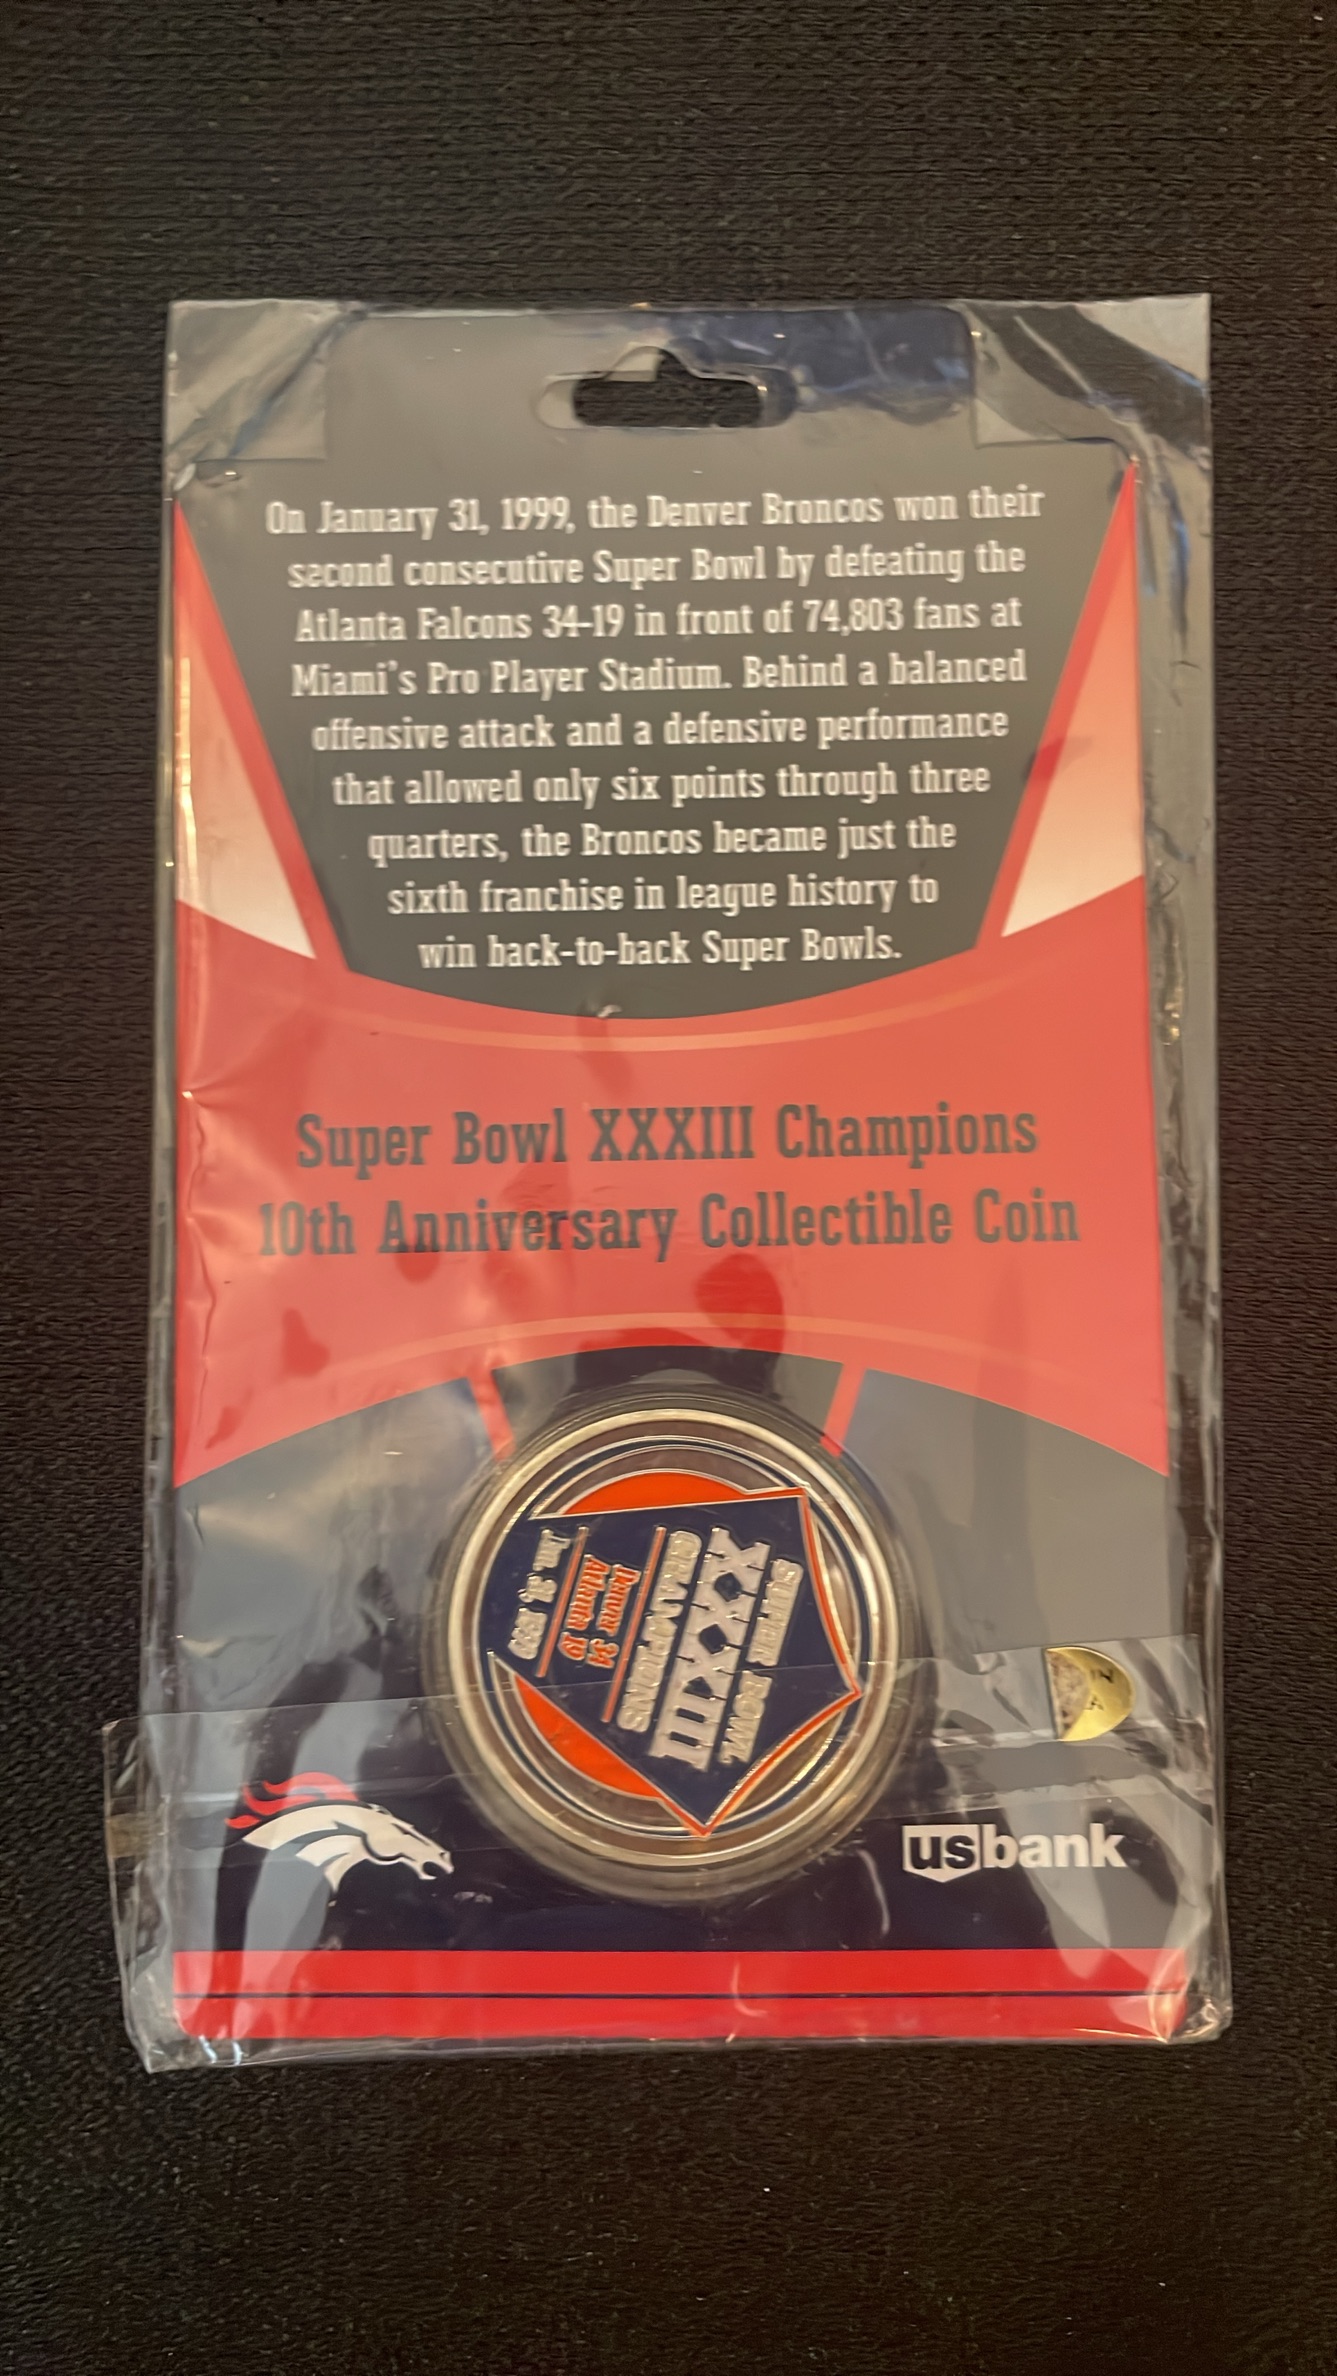 On January 31, 1999, the Denver Broncos won their
second consecutive Super Bowl by defeating the
Atlanta Falcons 34-19 in front of 74,803 fans at
Miami's Pro Player Stadium. Behind a balanced
offensive attack and a defensive performance
that allowed only six points through three
quarters, the Broncos became just the
sixth franchise in league history to
win back-to-back Super Bowls.
Super Bowl XXXIII Champions
10th Anniversary Collectible Coin
SUPER BOWL
XXXIII
CHAMPIONS
Denver 34
Atlanta 19
Jan. 31, 1999
usbank